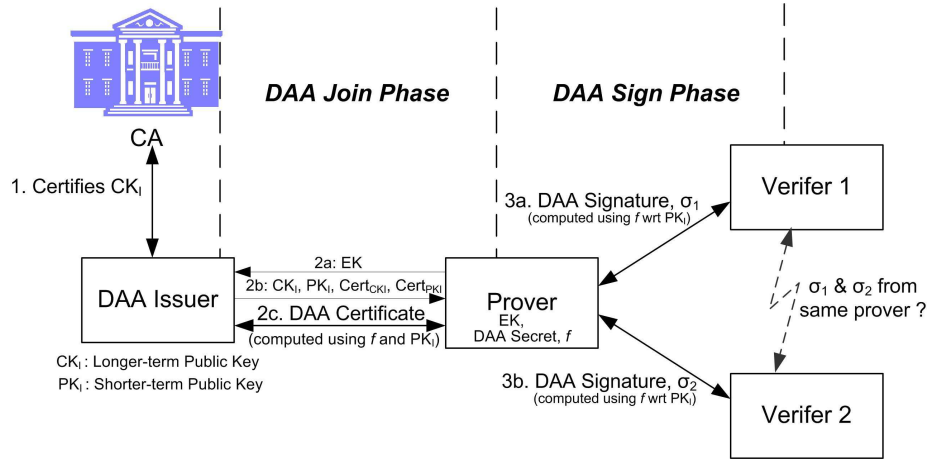 DAA Join Phase
DAA Sign Phase
CA
1. Certifies CKI
3a. DAA Signature, σ1
(computed using f wrt PKI)
Verifer 1
2a: EK
2b: CKI, PKI, CertCKI, CertPKI
DAA Issuer
2c. DAA Certificate
(computed using f and PKI)
Prover
EK,
DAA Secret, f
σ1 & σ2 from
same prover ?
CKI : Longer-term Public Key
PKI : Shorter-term Public Key
3b. DAA Signature, σ2
(computed using f wrt PKI)
Verifer 2